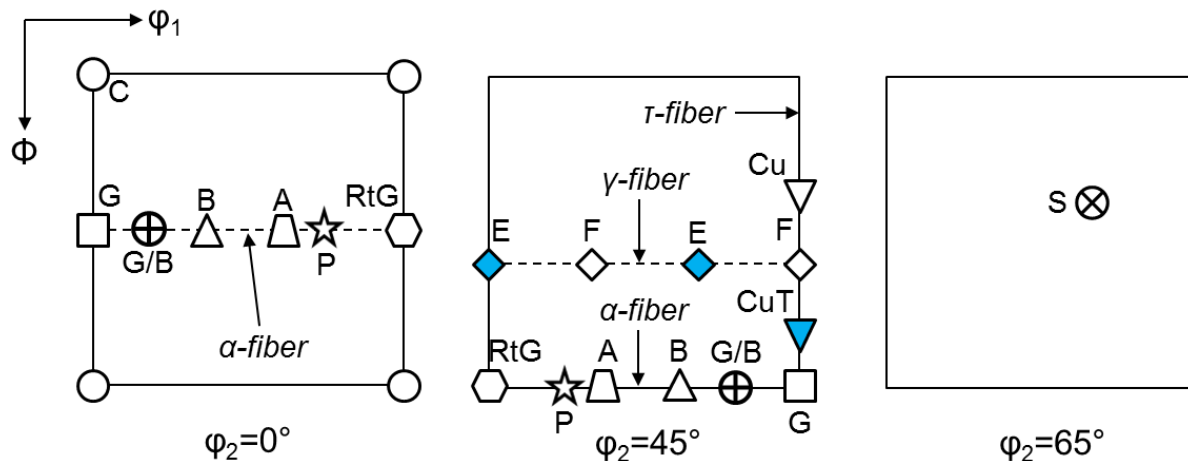 φ₁
Φ
C
G
B
A
RtG
G/B
P
α-fiber
φ₂=0°
τ-fiber
Cu
γ-fiber
E
F
E
F
CuT
α-fiber
RtG
A
B
G/B
P
G
φ₂=45°
S
φ₂=65°